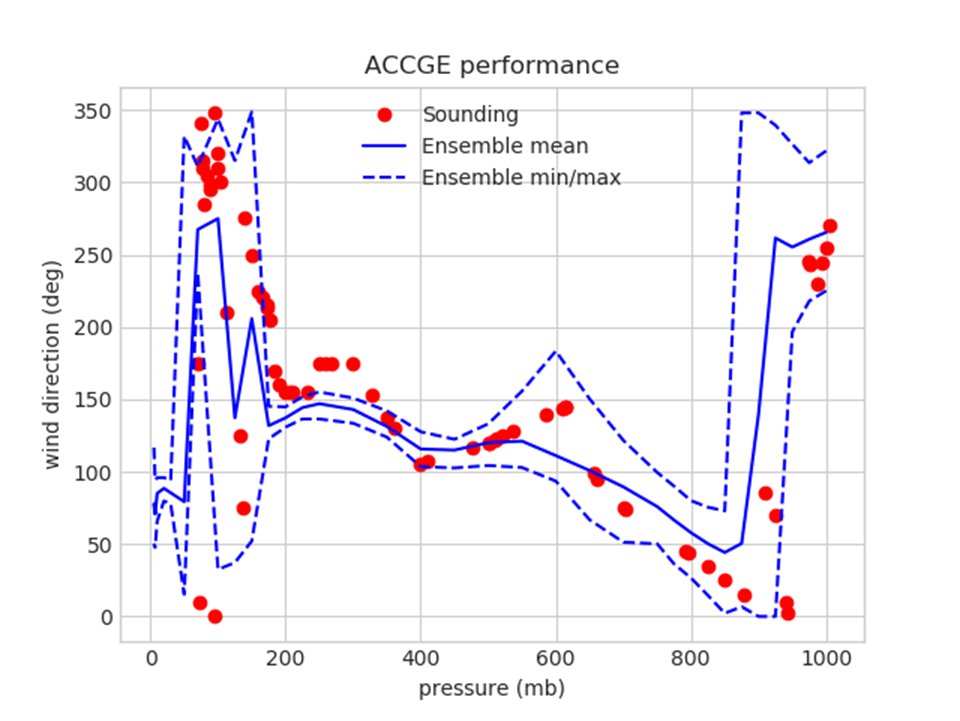 ACCGE performance
Sounding
Ensemble mean
Ensemble min/max
wind direction (deg)
350
300
250
200
150
100
50
0
0 200 400 600 800 1000
pressure (mb)